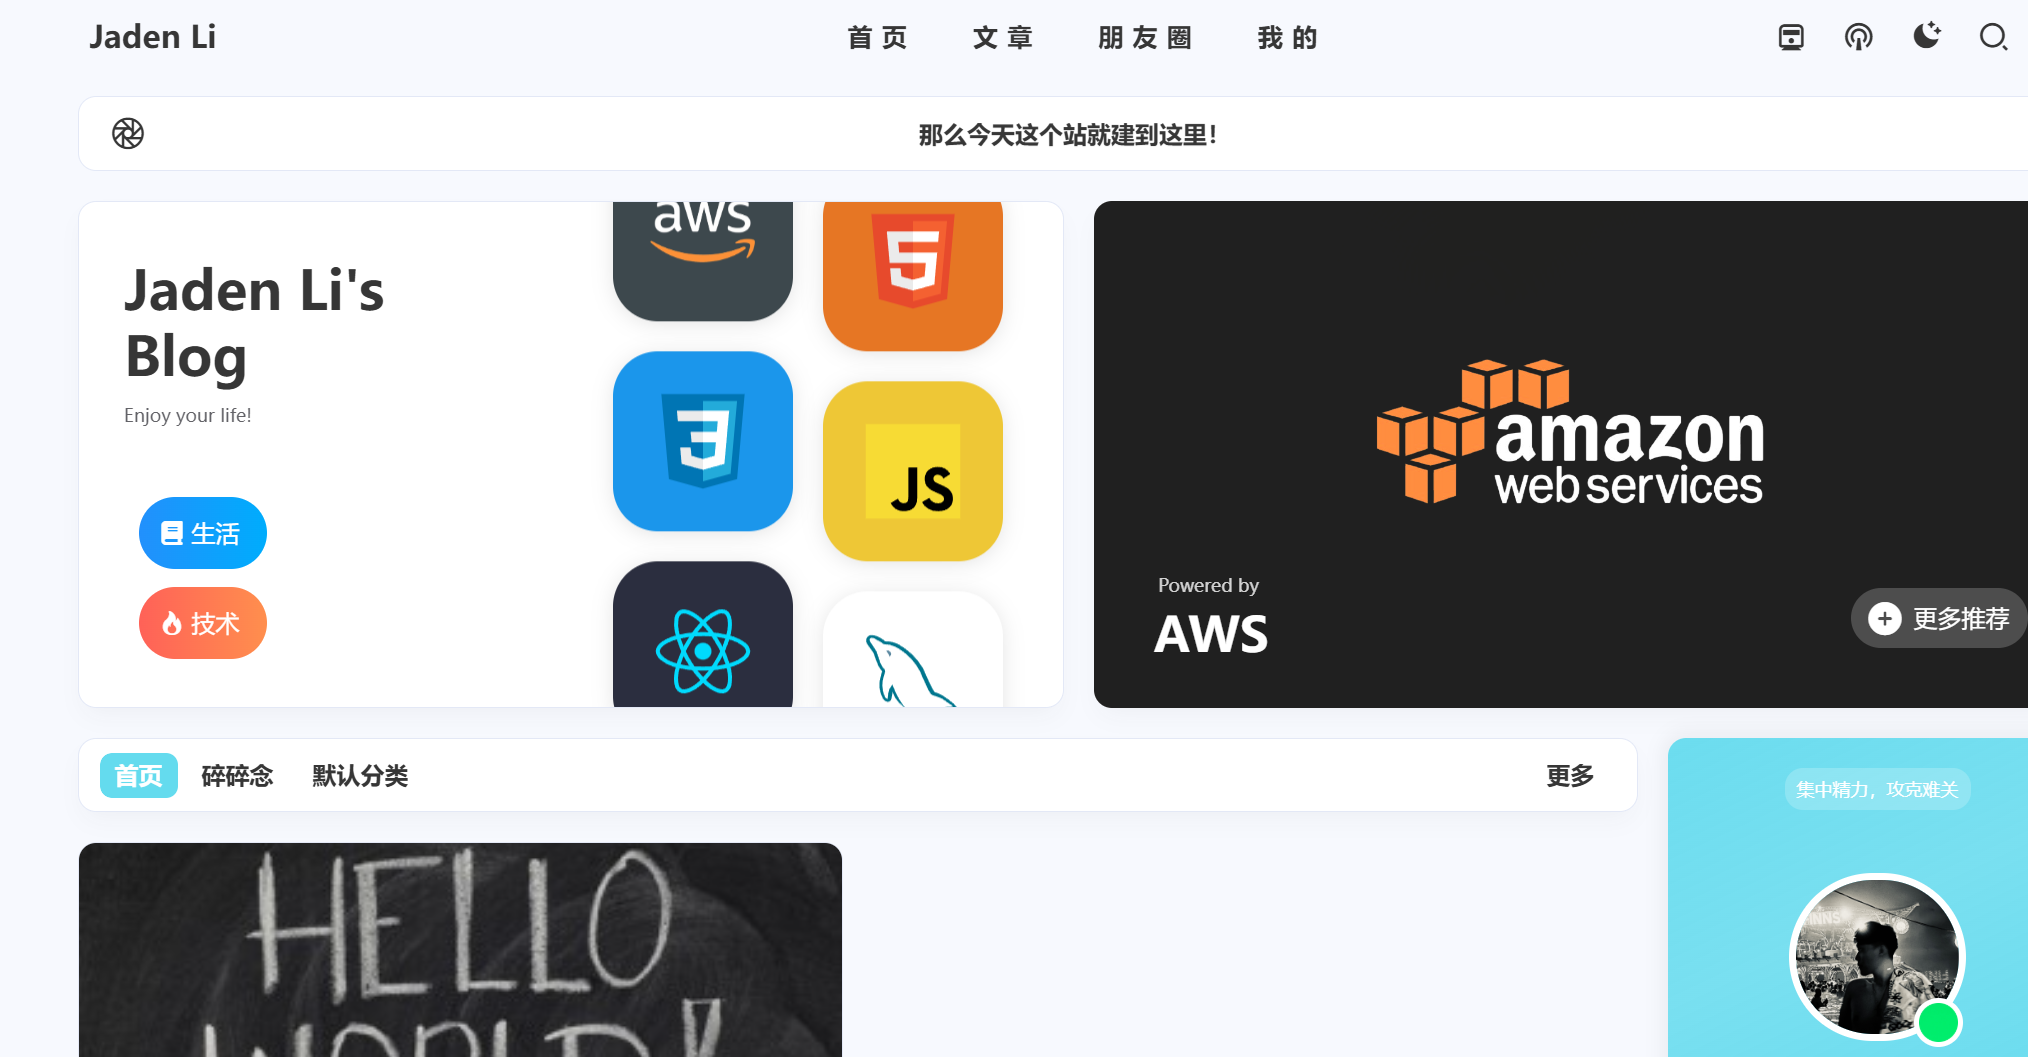 Jaden Li
首页
文章
朋友圈
我的
那么今天这个站就建到这里！
Jaden Li's
Blog
Enjoy your life!
生活
技术
aws
5
3
JS
amazon
web services
Powered by
AWS
更多推荐
首页
碎碎念
默认分类
更多
集中精力，攻克难关
HELLO
WORLD!